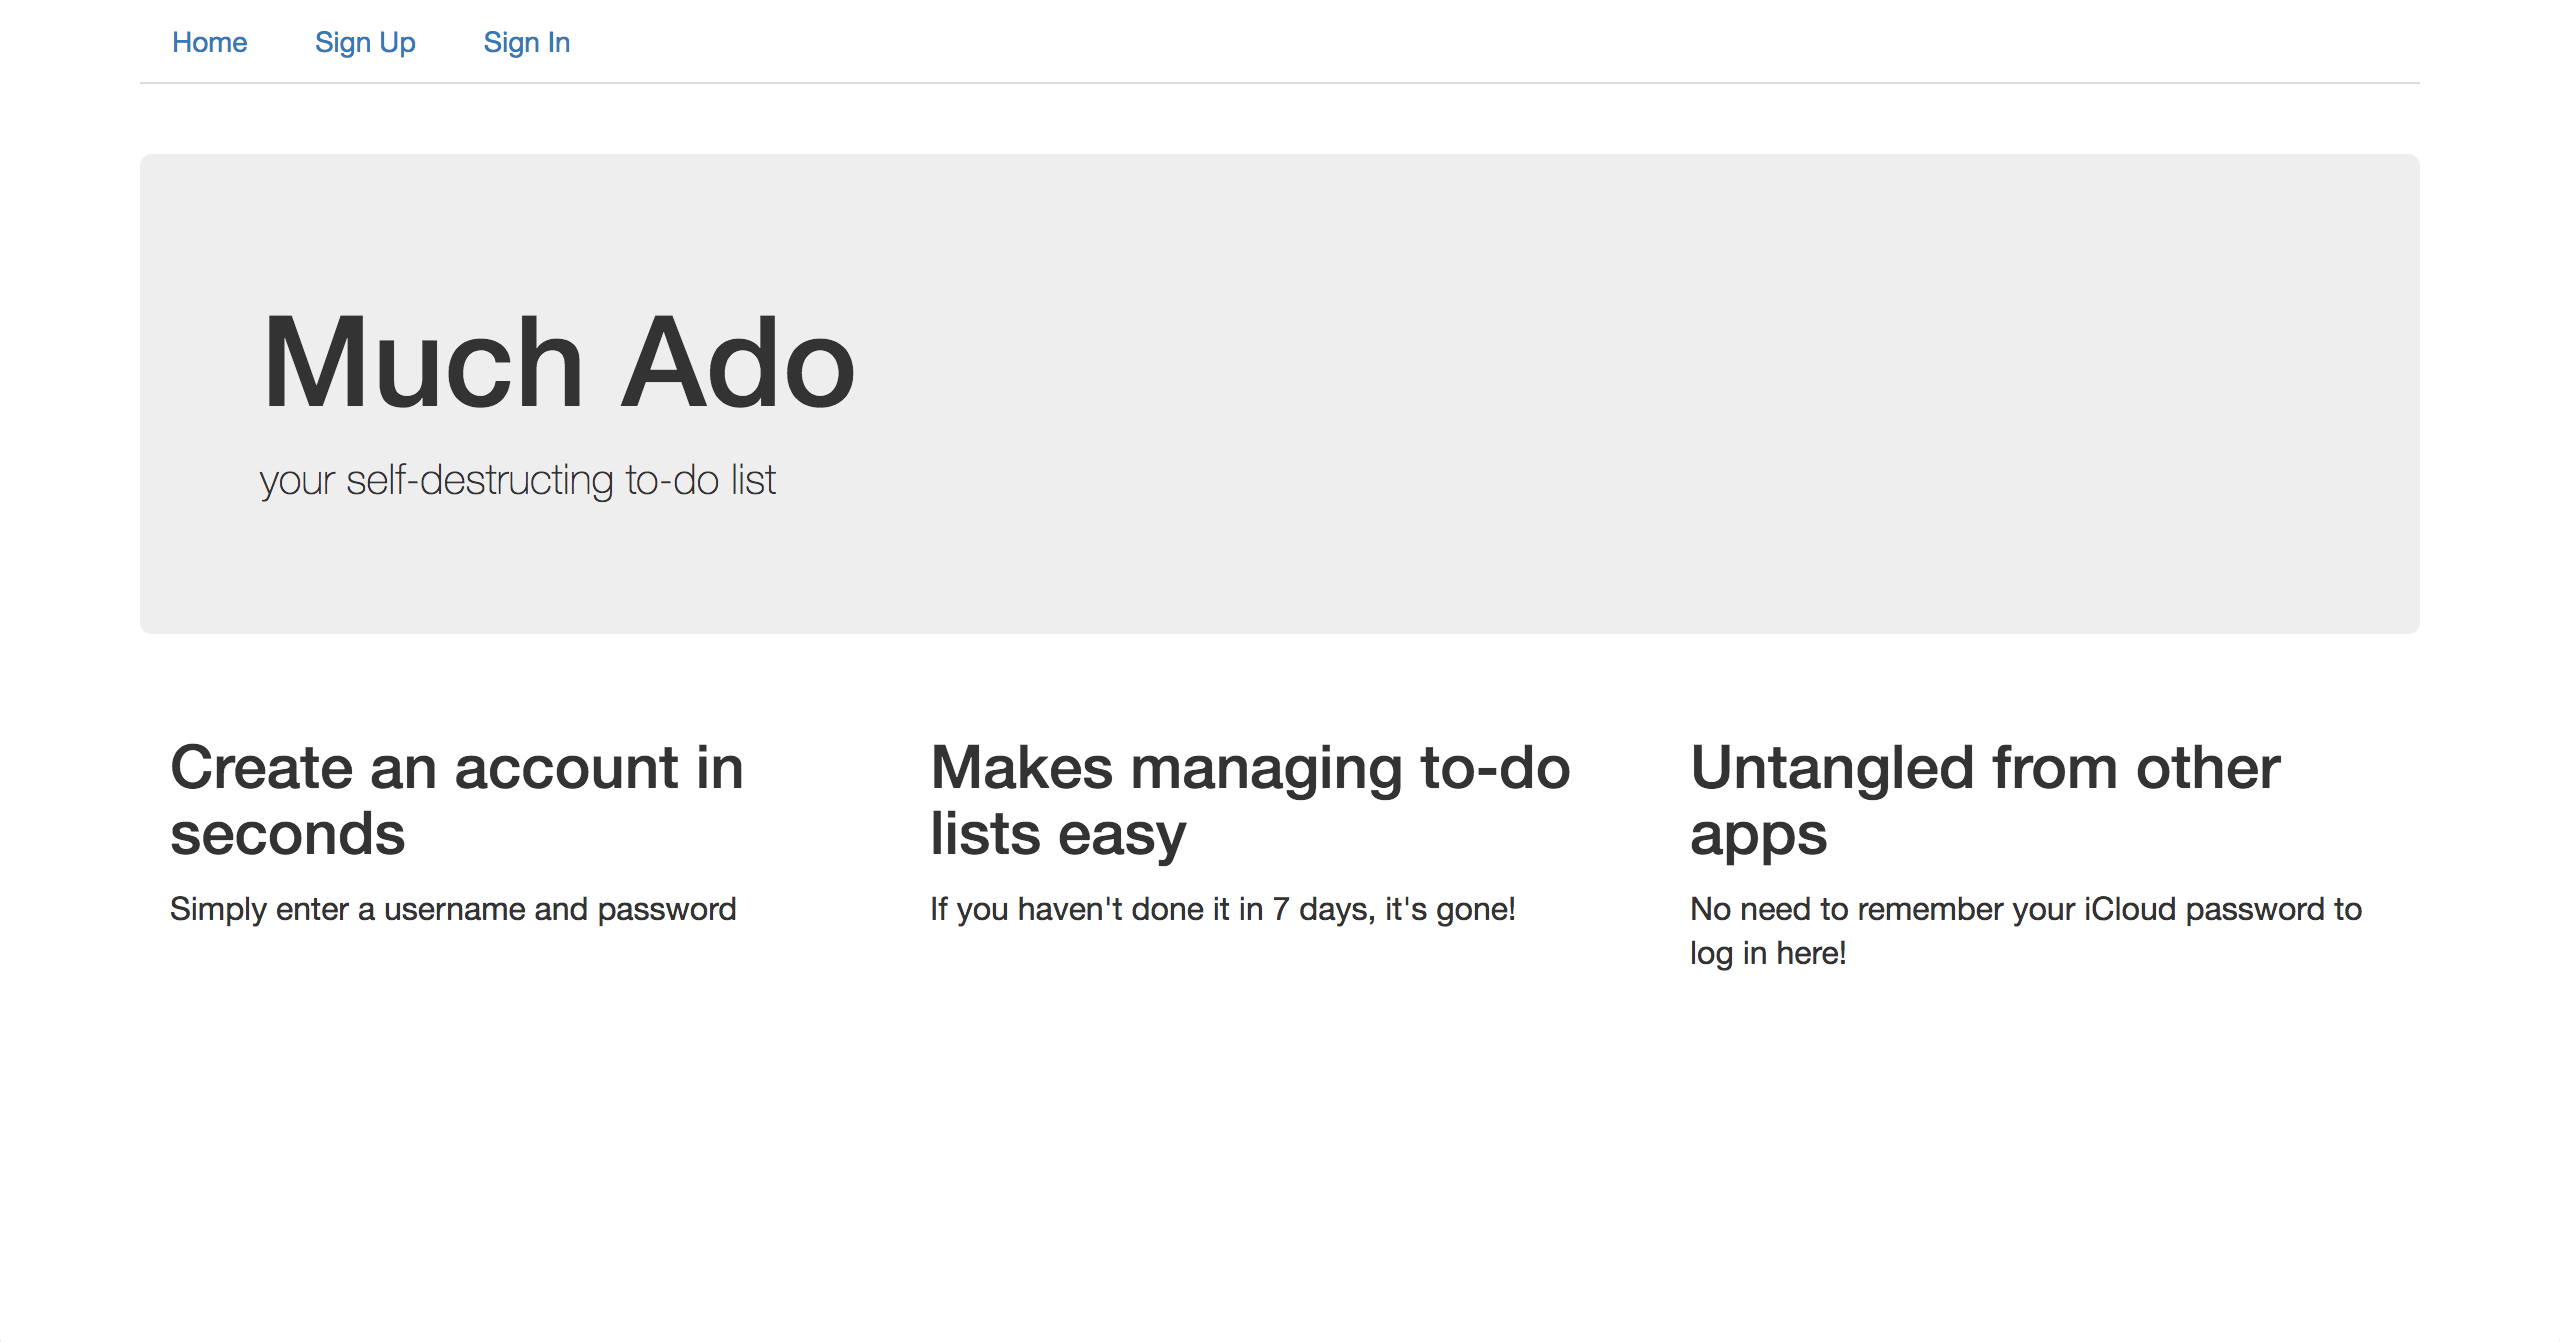 Home Sign Up Sign In
Much Ado
your self-destructing to-do list
Create an account in
seconds
Simply enter a username and password
Makes managing to-do
lists easy
If you haven't done it in 7 days, it's gone!
Untangled from other
apps
No need to remember your iCloud password to
log in here!